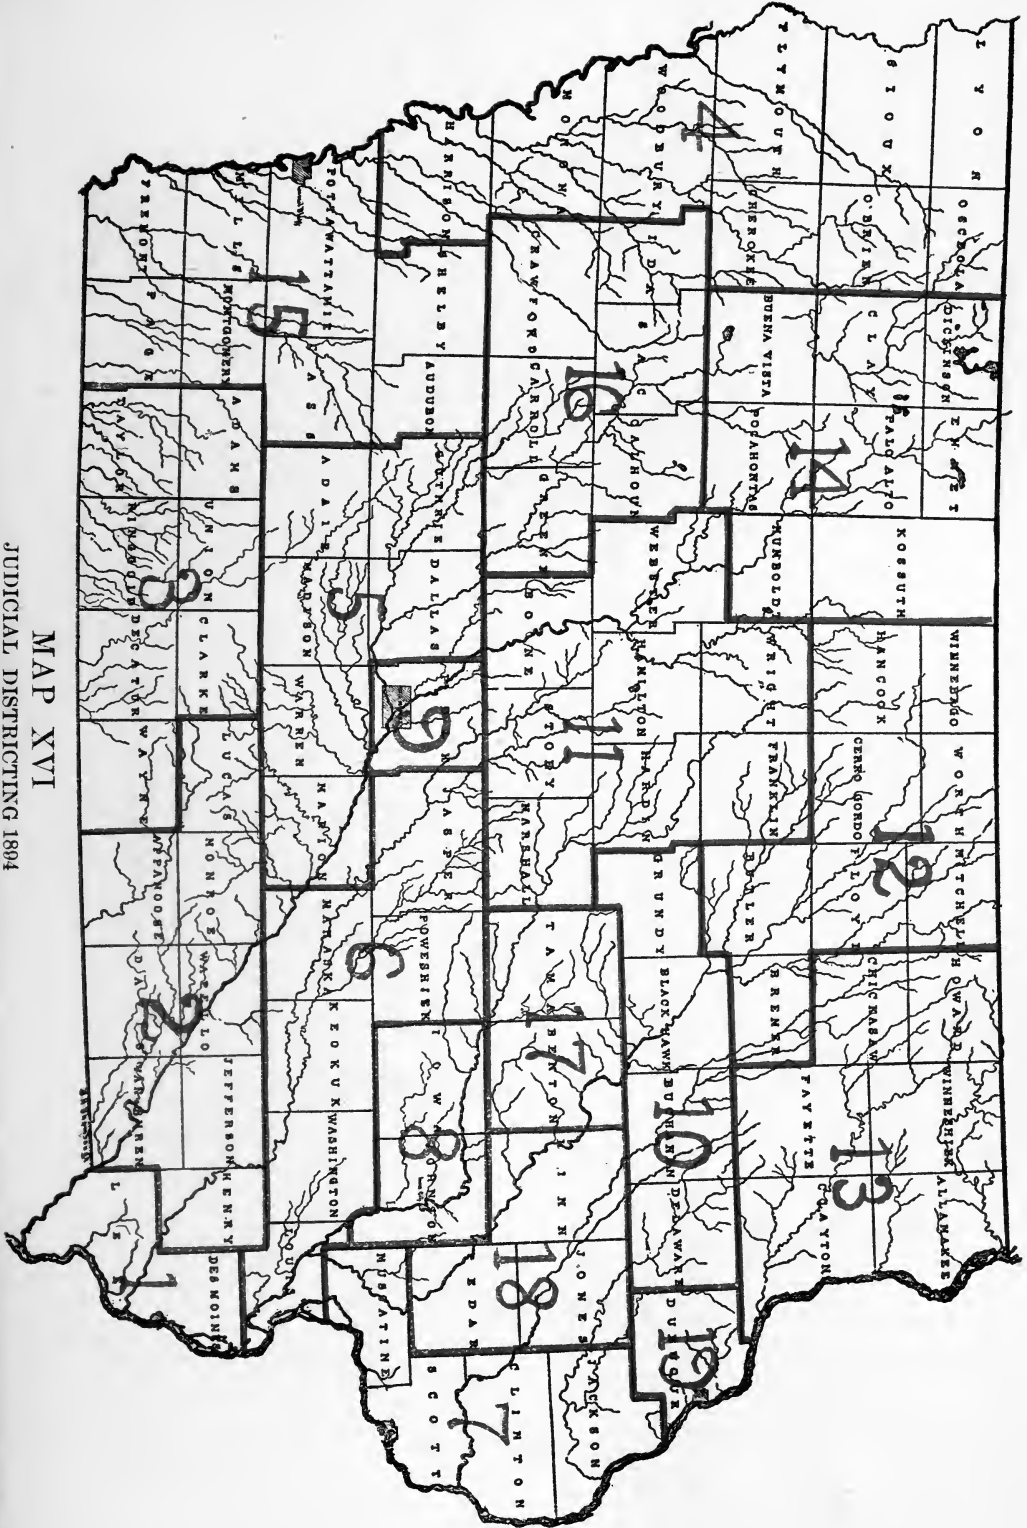 LYON
OSCEOLA
DICKINSON
EMMET
KOSSUTH
WINNEBAGO
WORTH
MITCHELL
HOWARD
WINNESHIEK
ALLAMAKEE
SIOUX
O'BRIEN
CLAY
PALO ALTO
HANCOCK
CERRO GORDO
FLOYD
CHICKASAW
12
13
14
PLYMOUTH
CHEROKEE
BUENA VISTA
POCAHONTAS
HUMBOLDT
WRIGHT
FRANKLIN
BUTLER
BREMER
FAYETTE
CLAYTON
4
WOODBURY
IDA
SAC
CALHOUN
WEBSTER
HAMILTON
HARDIN
GRUNDY
BLACK HAWK
BUCHANAN
DELAWARE
DUBUQUE
10
19
16
11
MONONA
CRAWFORD
CARROLL
GREENE
BOONE
STORY
MARSHALL
TAMA
BENTON
LINN
JONES
JACKSON
17
18
HARRISON
SHELBY
AUDUBON
GUTHRIE
DALLAS
POLK
JASPER
POWESHIEK
IOWA
JOHNSON
CEDAR
CLINTON
SCOTT
9
8
7
POTTAWATTAMIE
CASS
ADAIR
MADISON
WARREN
MARION
MAHASKA
KEOKUK
WASHINGTON
LOUISA
MUSCATINE
15
5
6
MILLS
MONTGOMERY
ADAMS
UNION
CLARKE
LUCAS
MONROE
WAPELLO
JEFFERSON
HENRY
DES MOINES
FREMONT
PAGE
TAYLOR
RINGGOLD
DECATUR
WAYNE
APPANOOSE
DAVIS
VAN BUREN
LEE
3
2
1
MAP XVI
JUDICIAL DISTRICTING 1894